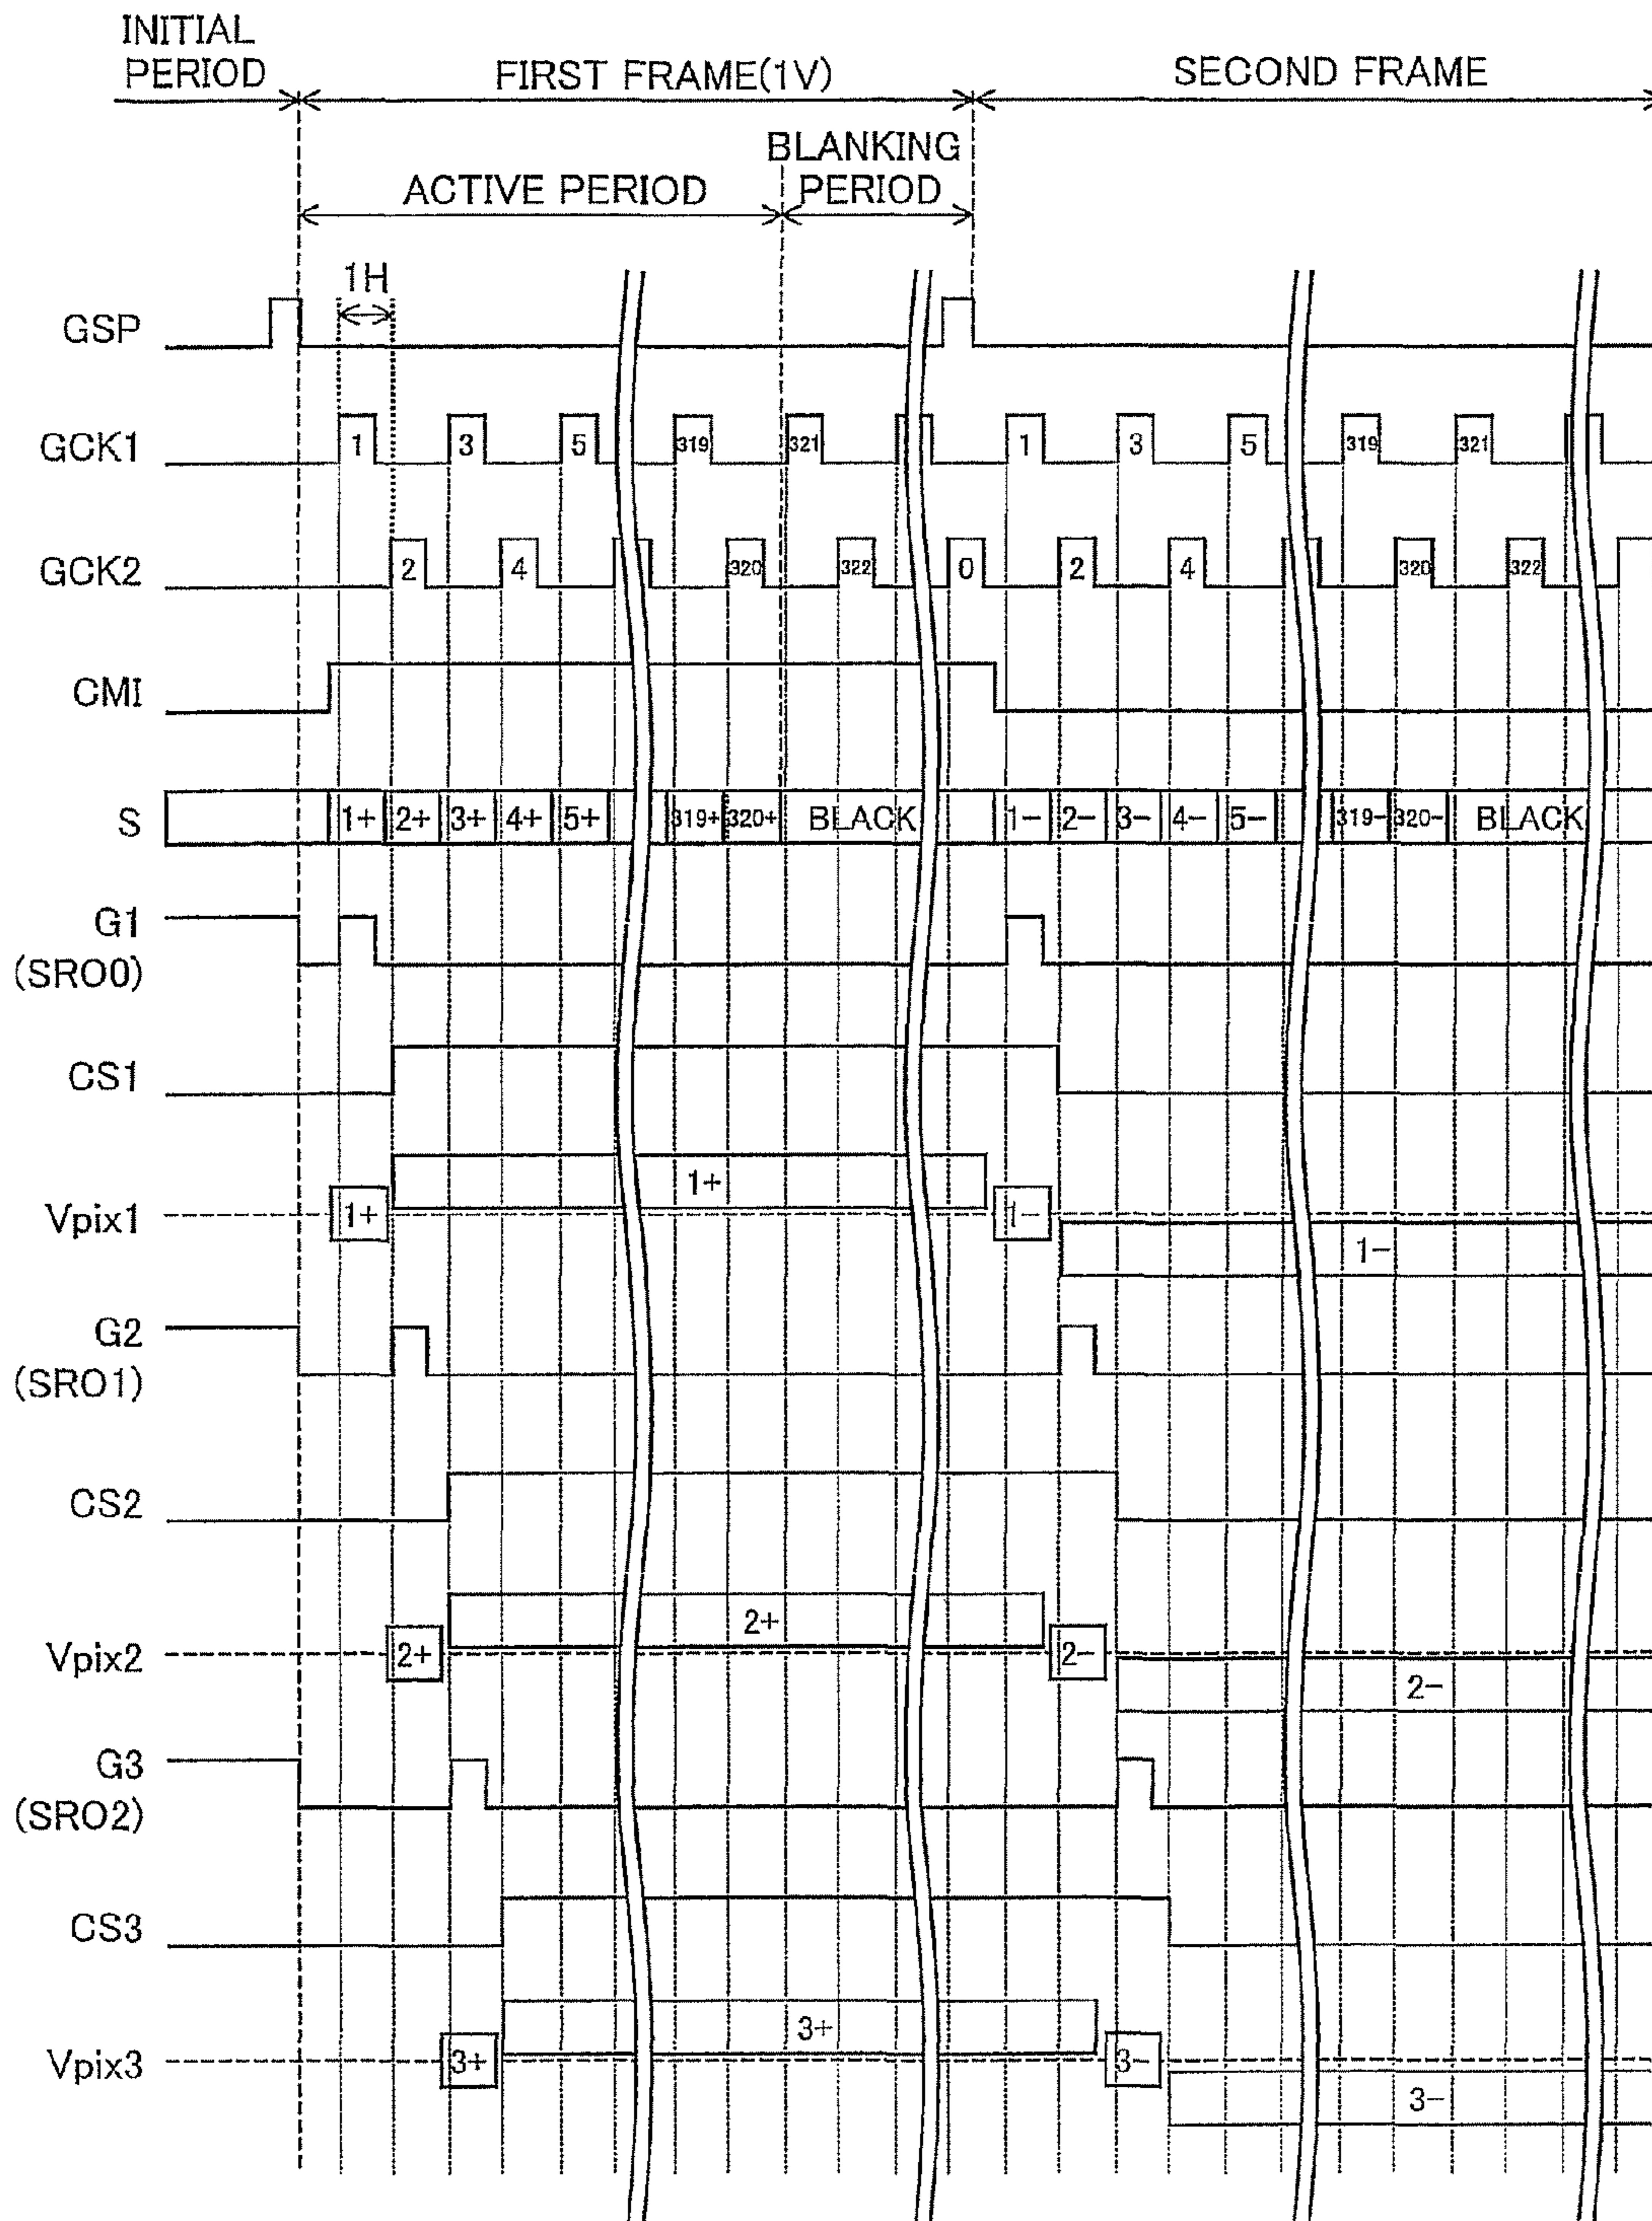 INITIAL
PERIOD
FIRST FRAME(1V)
SECOND FRAME
BLANKING
PERIOD
ACTIVE PERIOD
1H
GSP
GCK1
1 3 5 319 321 1 3 5 319 321
GCK2
2 4 320 322 0 2 4 320 322
CMI
S
1+ 2+ 3+ 4+ 5+ 319+ 320+ BLACK 1- 2- 3- 4- 5- 319- 320- BLACK
G1
(SRO0)
CS1
1+
Vpix1
1+ 1-
1-
G2
(SRO1)
CS2
2+
Vpix2
2+ 2-
2-
G3
(SRO2)
CS3
3+
Vpix3
3+ 3-
3-